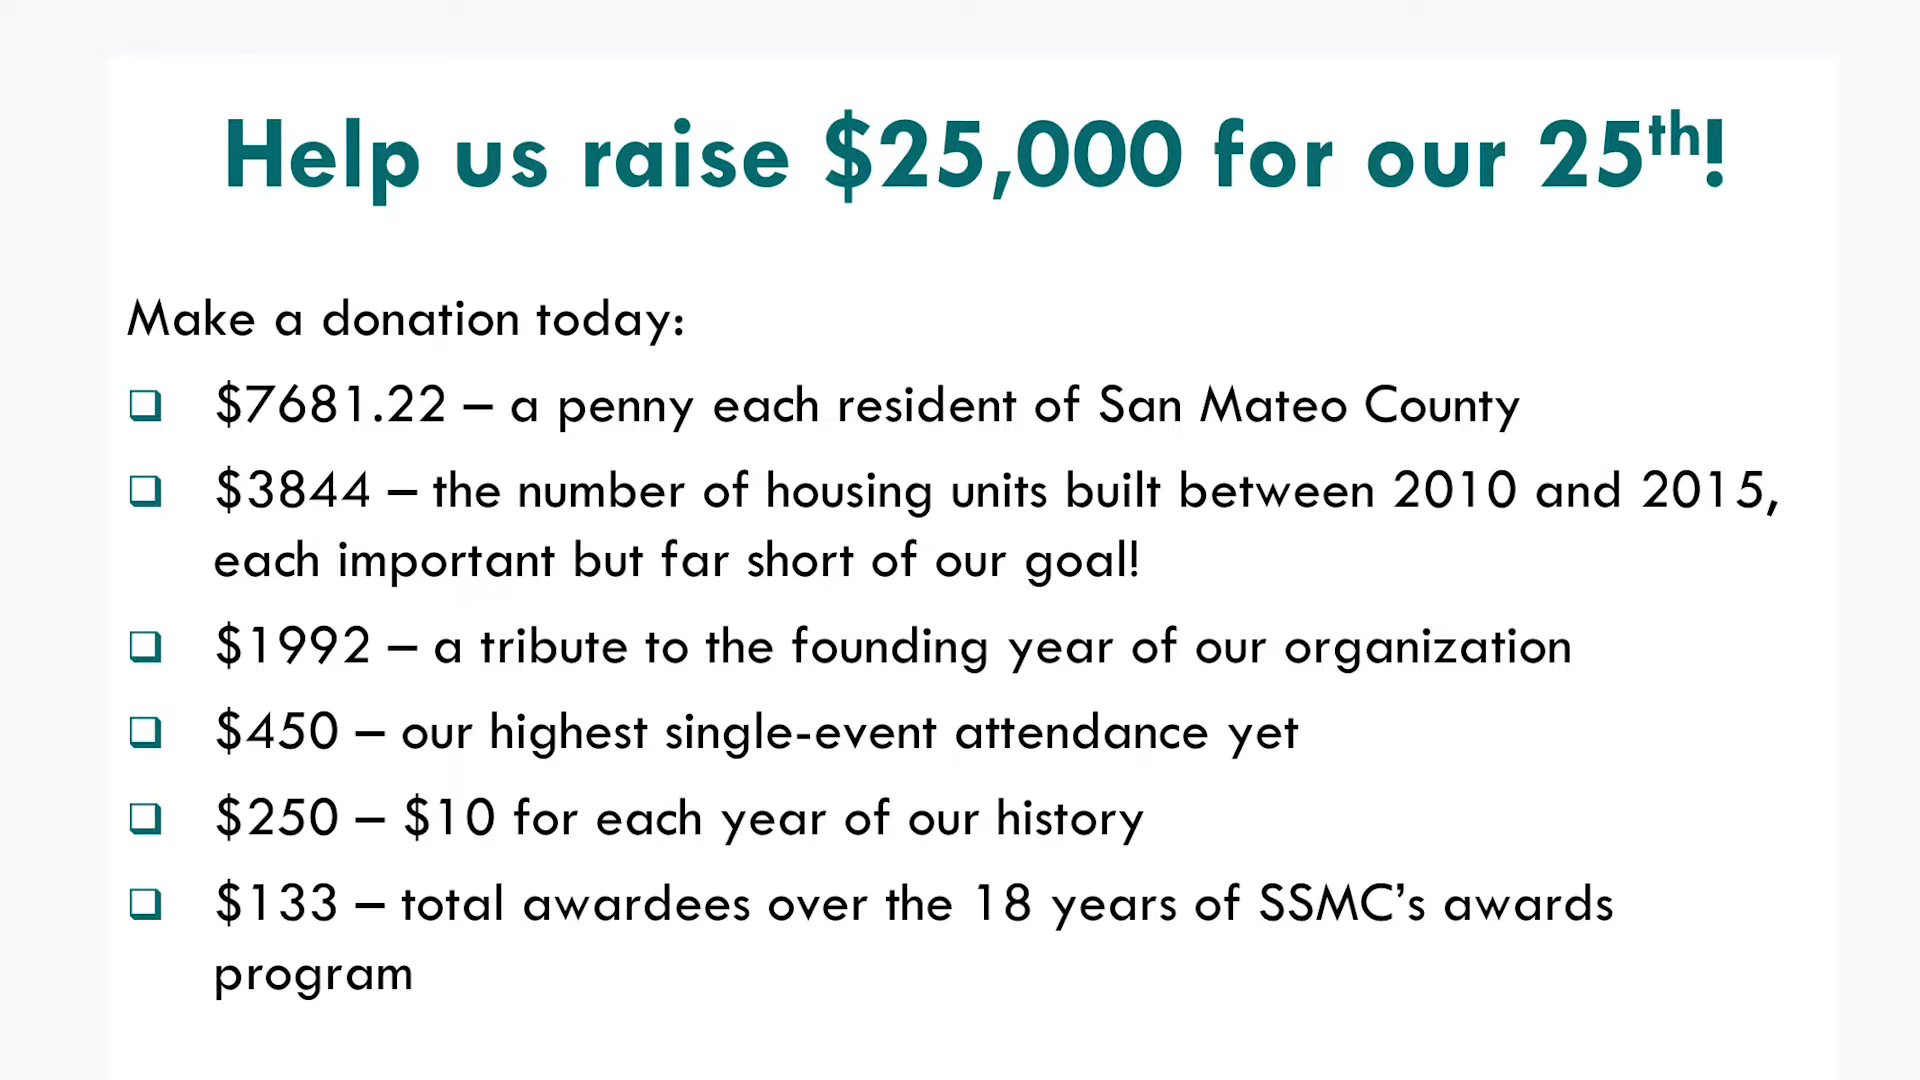 Help us raise $25,000 for our 25th!
Make a donation today:
❑ $7681.22 – a penny each resident of San Mateo County
❑ $3844 – the number of housing units built between 2010 and 2015,
each important but far short of our goal!
❑ $1992 – a tribute to the founding year of our organization
❑ $450 – our highest single-event attendance yet
❑ $250 – $10 for each year of our history
❑ $133 – total awardees over the 18 years of SSMC’s awards
program